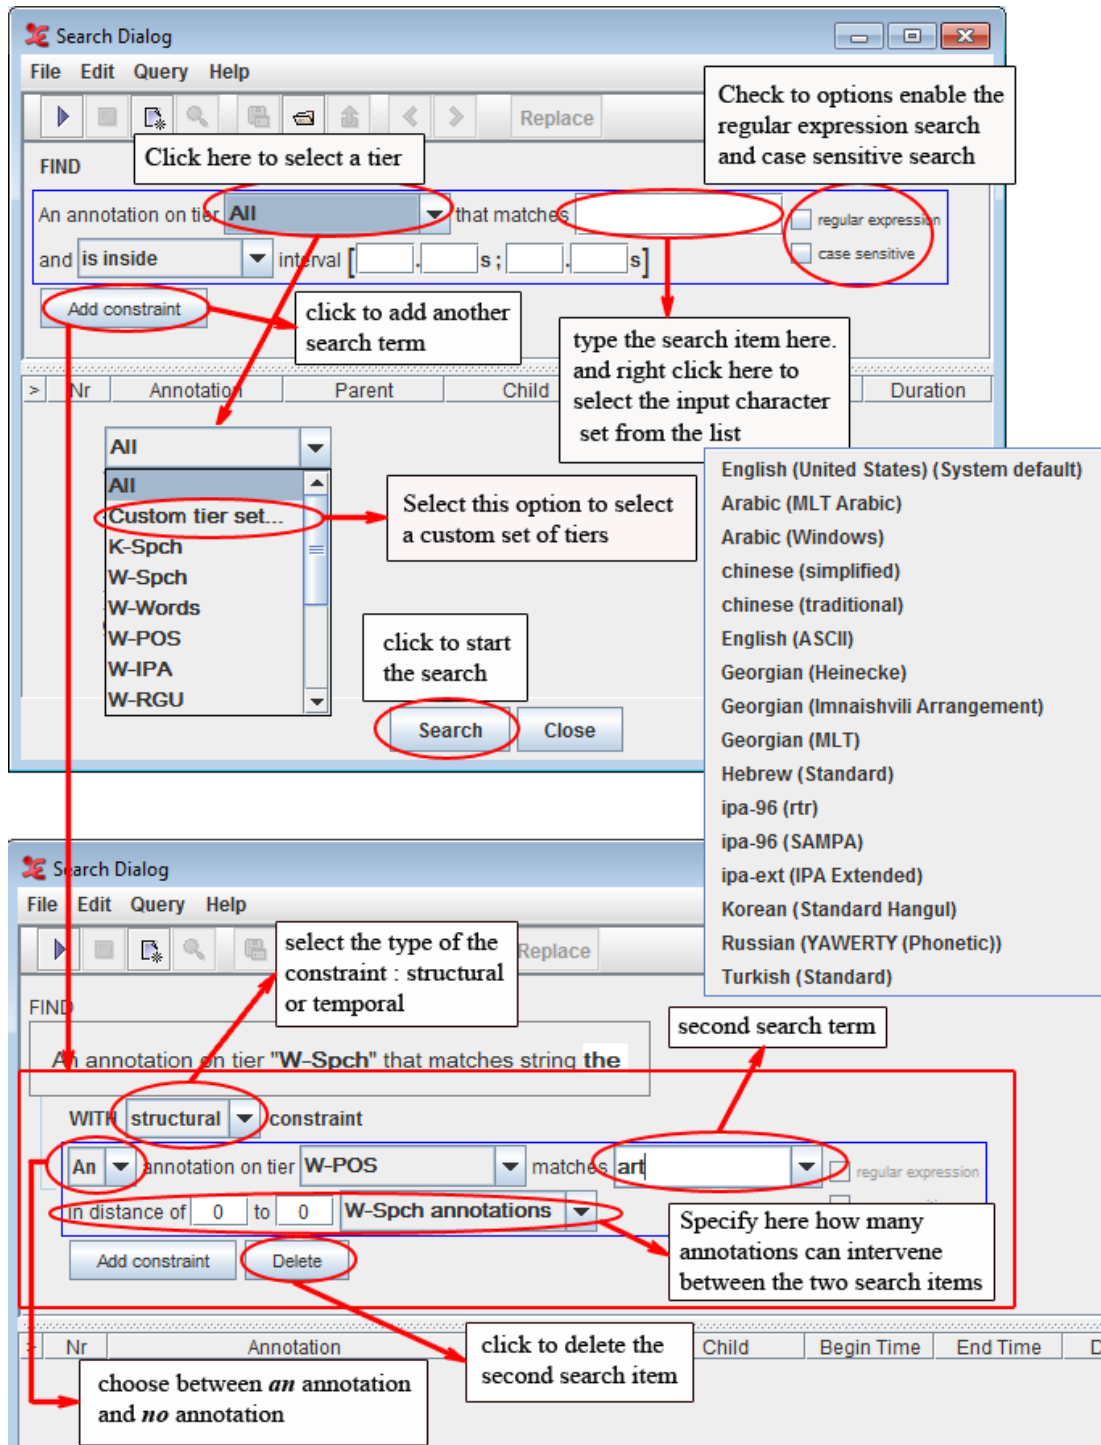 Search Dialog
File Edit Query Help
Replace
Check to options enable the
regular expression search
and case sensitive search
Click here to select a tier
FIND
An annotation on tier All that matches
regular expression
and is inside interval [ . s ; . s]
case sensitive
Add constraint
click to add another
search term
type the search item here.
and right click here to
select the input character
set from the list
> Nr Annotation Parent Child Duration
All
All
Custom tier set...
K-Spch
W-Spch
W-Words
W-POS
W-IPA
W-RGU
Select this option to select
a custom set of tiers
click to start
the search
Search Close
English (United States) (System default)
Arabic (MLT Arabic)
Arabic (Windows)
chinese (simplified)
chinese (traditional)
English (ASCII)
Georgian (Heinecke)
Georgian (Imnaishvili Arrangement)
Georgian (MLT)
Hebrew (Standard)
ipa-96 (rtr)
ipa-96 (SAMPA)
ipa-ext (IPA Extended)
Korean (Standard Hangul)
Russian (YAWERTY (Phonetic))
Turkish (Standard)
Search Dialog
File Edit Query Help
Replace
select the type of the
constraint : structural
or temporal
FIND
second search term
An annotation on tier "W-Spch" that matches string the
WITH structural constraint
An annotation on tier W-POS matches art
regular expression
in distance of 0 to 0 W-Spch annotations
Specify here how many
annotations can intervene
between the two search items
Add constraint Delete
> Nr Annotation Child Begin Time End Time D
click to delete the
second search item
choose between an annotation
and no annotation